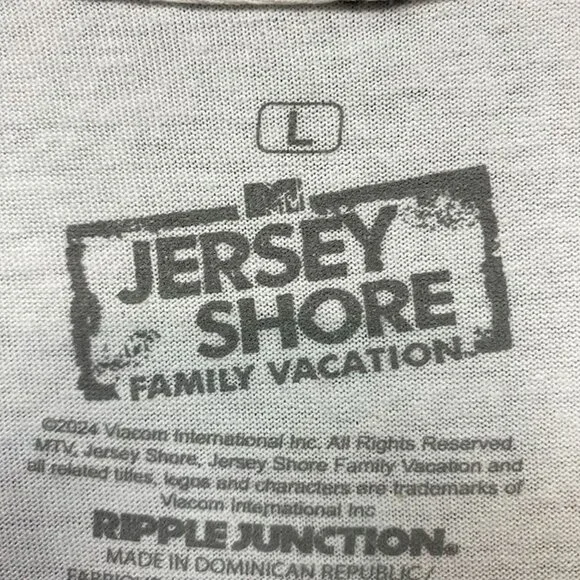 L
MTV
JERSEY
SHORE
FAMILY VACATION
©2024 Viacom International Inc. All Rights Reserved.
MTV, Jersey Shore, Jersey Shore Family Vacation and
all related titles, logos and characters are trademarks of
Viacom International Inc
RIPPLE JUNCTION®
MADE IN DOMINICAN REPUBLIC /